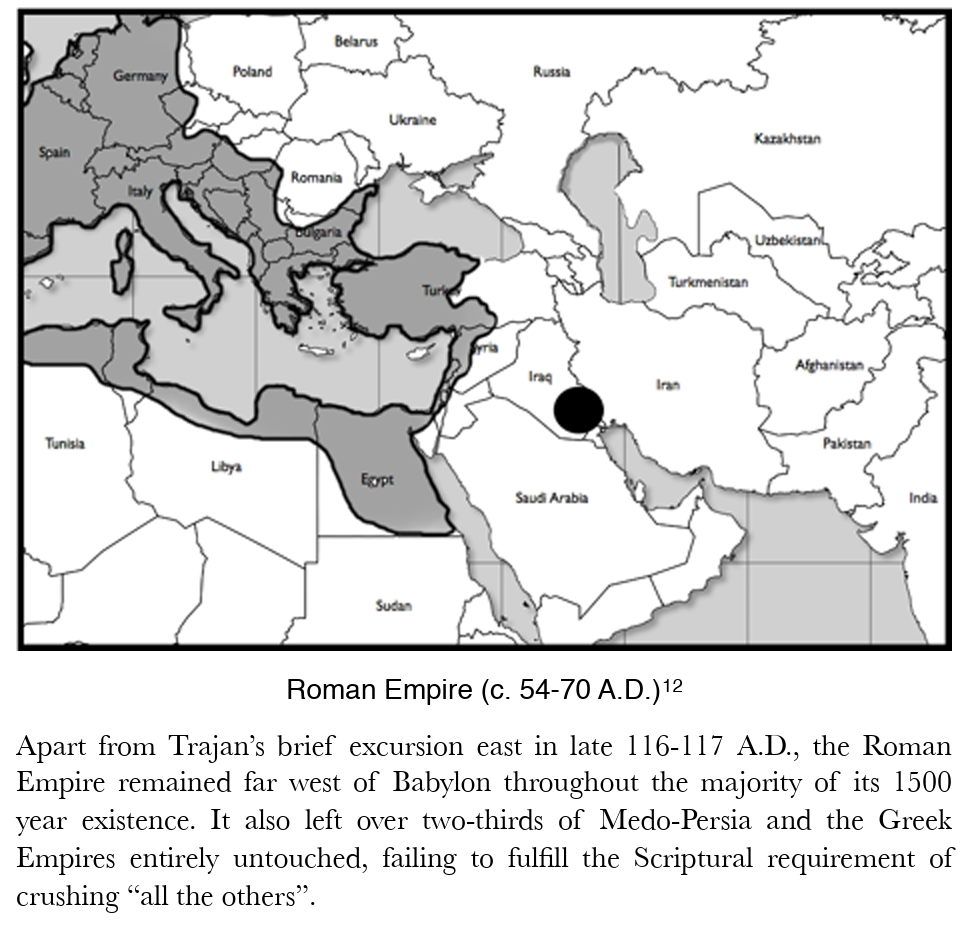 Belarus
Germany
Poland
Russia
Ukraine
Kazakhstan
Spain
Romania
Italy
Bulgaria
Uzbekistan
Turkmenistan
Turkey
Syria
Afghanistan
Iraq
Iran
Tunisia
Pakistan
Libya
Egypt
Saudi Arabia
India
Sudan
Roman Empire (c. 54-70 A.D.)¹²
Apart from Trajan’s brief excursion east in late 116-117 A.D., the Roman
Empire remained far west of Babylon throughout the majority of its 1500
year existence. It also left over two-thirds of Medo-Persia and the Greek
Empires entirely untouched, failing to fulfill the Scriptural requirement of
crushing “all the others”.